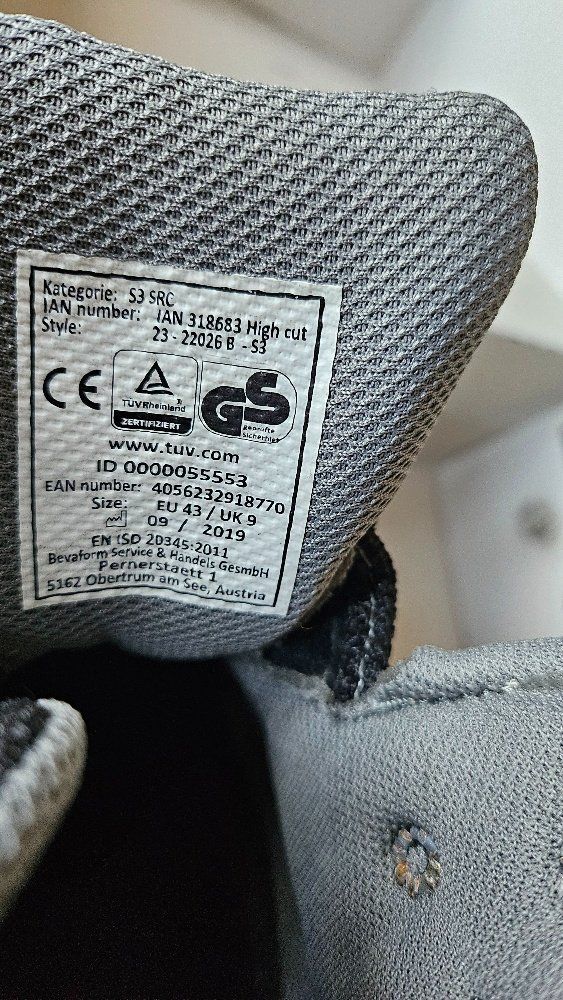 Kategorie: S3 SRC
IAN number: IAN 318683 High cut
Style: 23 - 22026 B - S3
CE
TÜVRheinland
ZERTIFIZIERT
GS
geprüfte
Sicherheit
www.tuv.com
ID 0000055553
EAN number: 4056232918770
Size: EU 43 / UK 9
09 / 2019
EN ISO 20345:2011
Bevaform Service & Handels GesmbH
Pernerstaett 1
5162 Obertrum am See, Austria